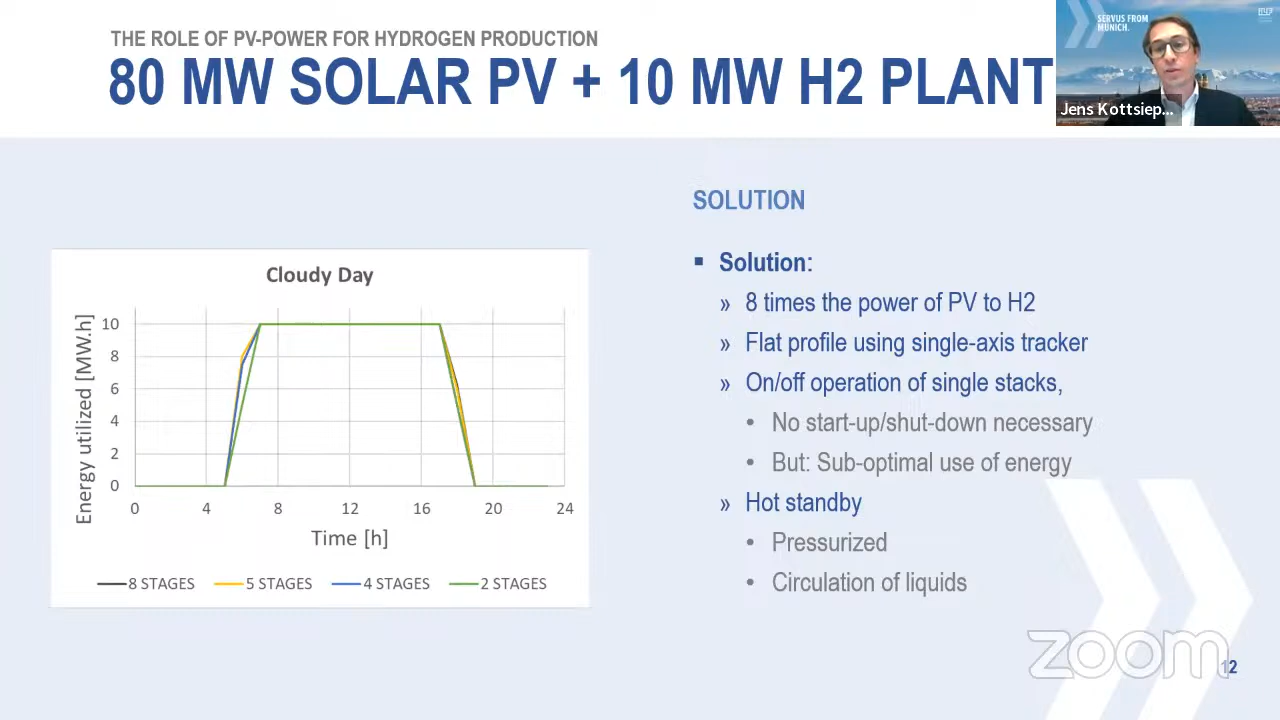 THE ROLE OF PV-POWER FOR HYDROGEN PRODUCTION
80 MW SOLAR PV + 10 MW H2 PLANT
SERVUS FROM
MUNICH.
Jens Kottsiep...
SOLUTION
▪ Solution:
» 8 times the power of PV to H2
» Flat profile using single-axis tracker
» On/off operation of single stacks,
• No start-up/shut-down necessary
• But: Sub-optimal use of energy
» Hot standby
• Pressurized
• Circulation of liquids
Cloudy Day
Energy utilized [MW.h]
10
8
6
4
2
0
0 4 8 12 16 20 24
Time [h]
8 STAGES 5 STAGES 4 STAGES 2 STAGES
zoom
12